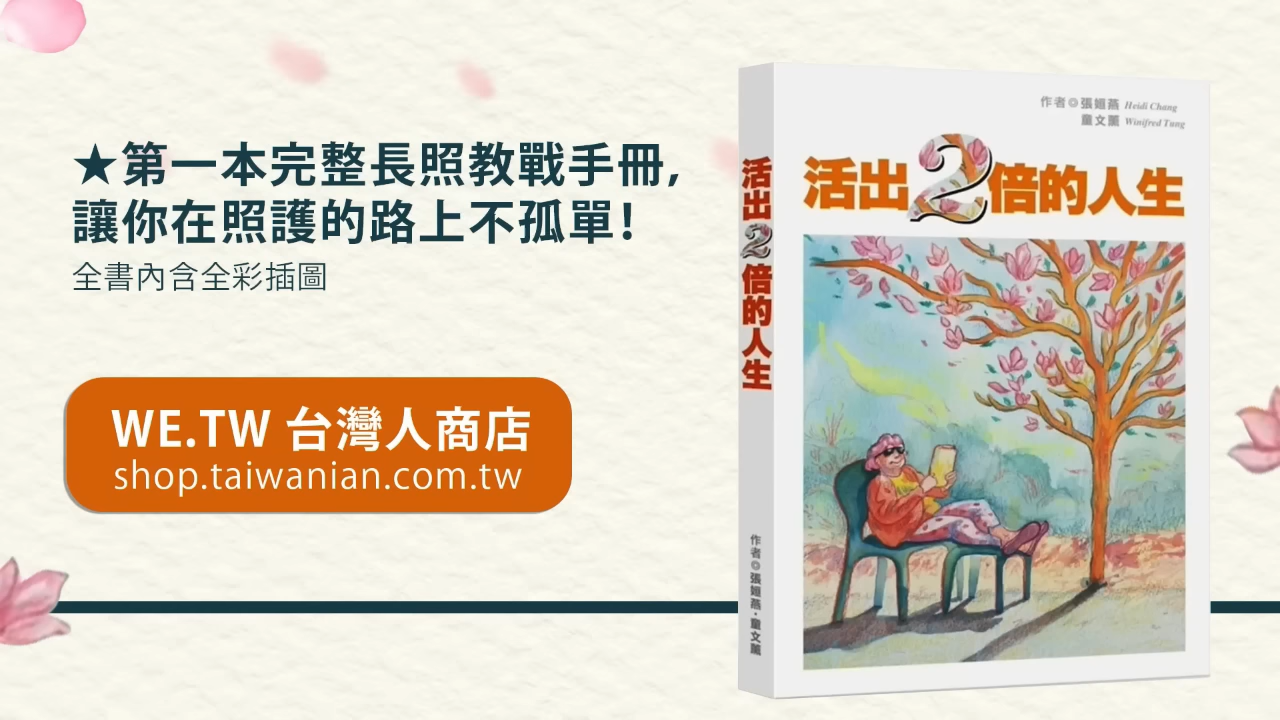 ★第一本完整長照教戰手冊,
讓你在照護的路上不孤單!
全書內含全彩插圖
WE.TW 台灣人商店
shop.taiwanian.com.tw
活出2倍的人生
作者◎張姮燕・童文薰
作者◎張姮燕 Heidi Chang
童文薰 Winifred Tung
活出2倍的人生